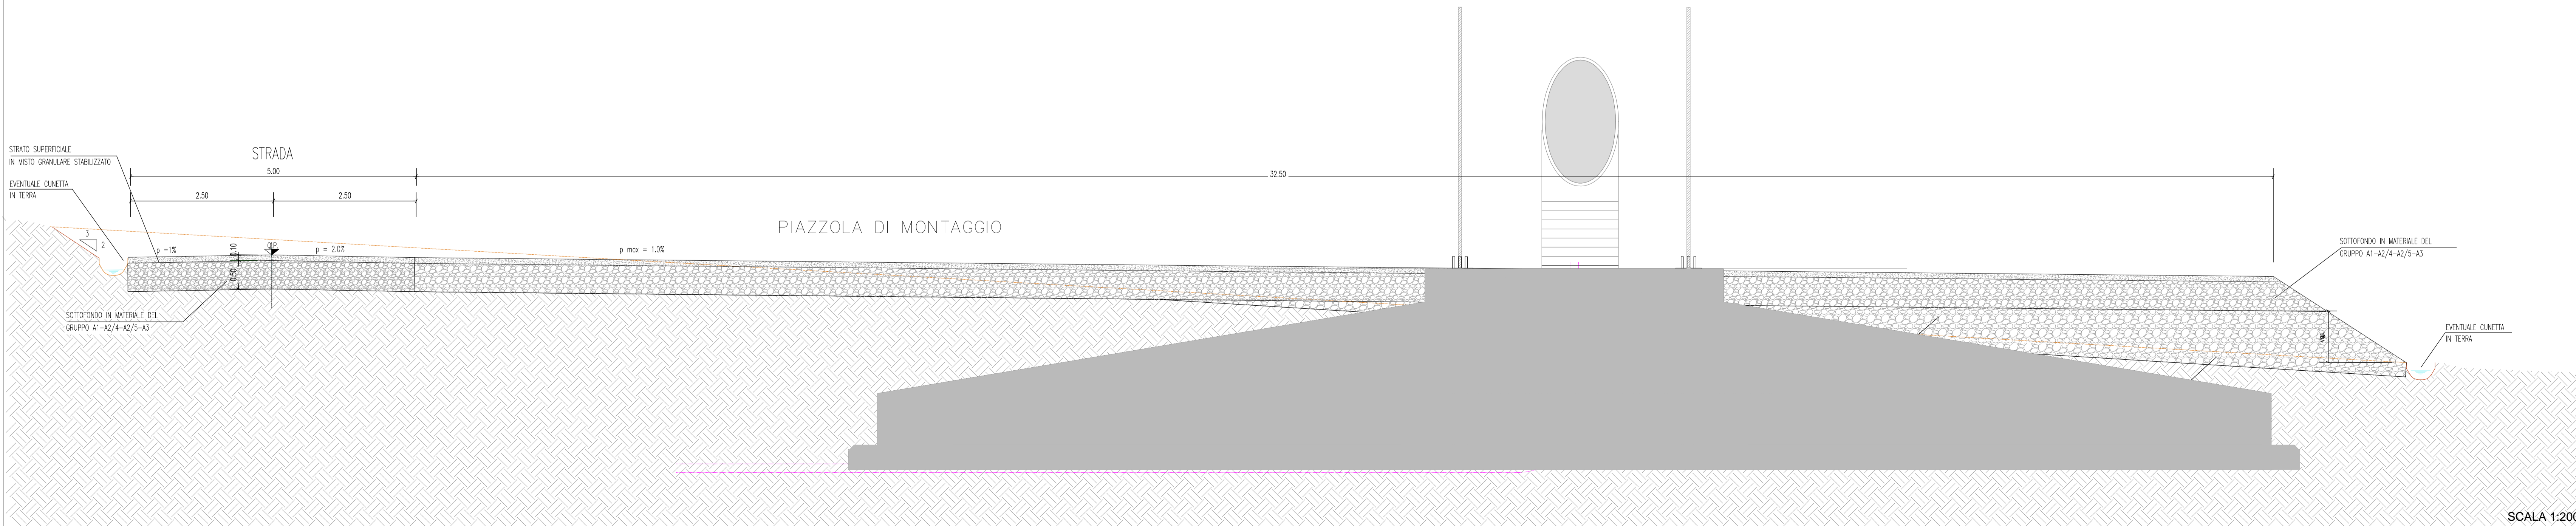 STRATO SUPERFICIALE
IN MISTO GRANULARE STABILIZZATO
EVENTUALE CUNETTA
IN TERRA
STRADA
5.00
2.50
2.50
32.50
PIAZZOLA DI MONTAGGIO
3
2
p =1%
0.10
0.50
p = 2.0%
p max = 1.0%
SOTTOFONDO IN MATERIALE DEL
GRUPPO A1-A2/4-A2/5-A3
SOTTOFONDO IN MATERIALE DEL
GRUPPO A1-A2/4-A2/5-A3
EVENTUALE CUNETTA
IN TERRA
SCALA 1:200